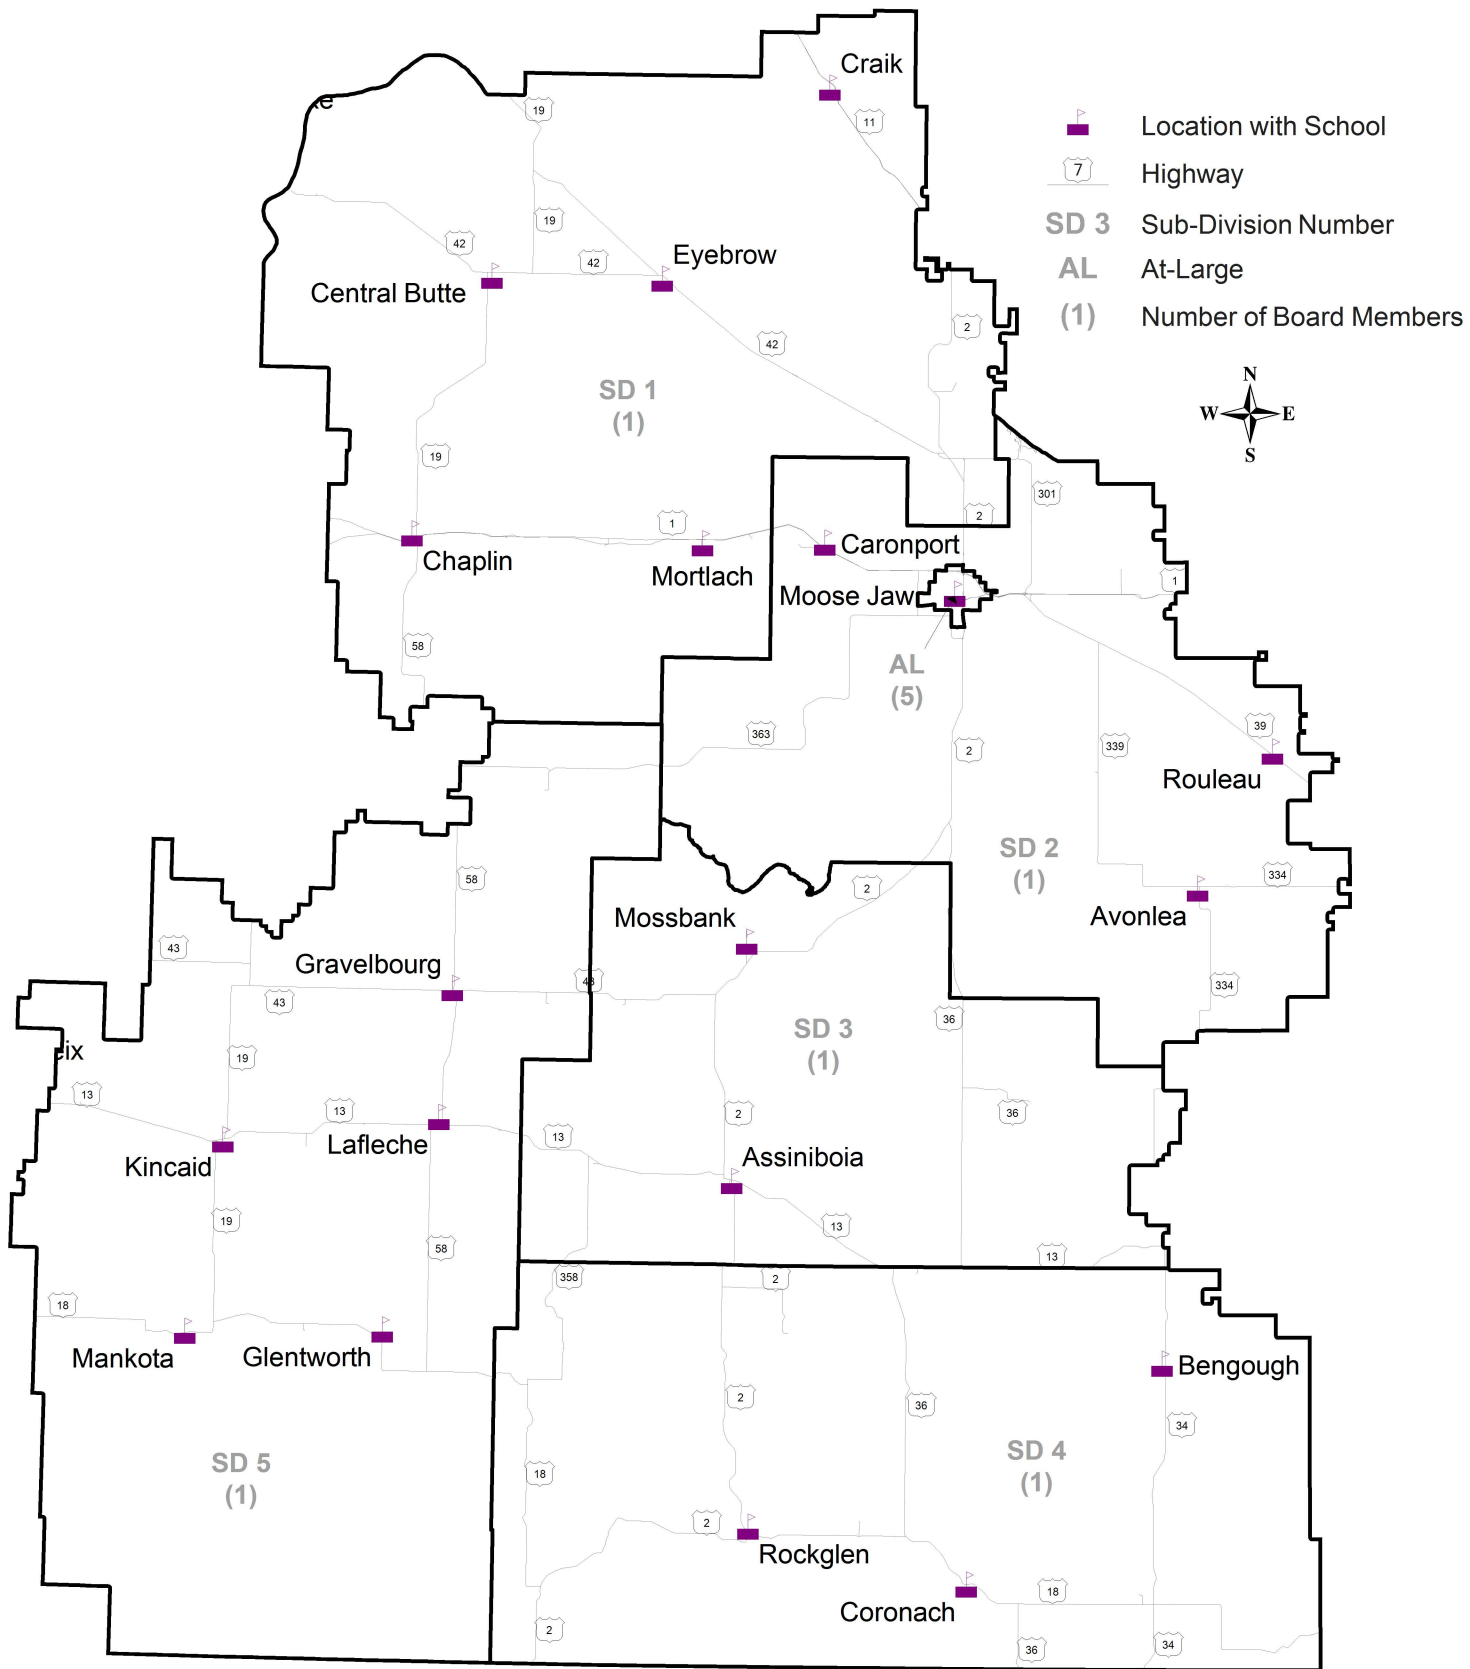 Craik
11
Location with School
7
Highway
SD 3
Sub-Division Number
AL
At-Large
(1)
Number of Board Members
N
W
E
S
19
19
42
42
Eyebrow
Central Butte
42
2
SD 1
(1)
19
301
2
1
Chaplin
Mortlach
Caronport
Moose Jaw
1
58
AL
(5)
363
2
339
39
Rouleau
SD 2
(1)
58
2
334
Mossbank
Avonlea
43
Gravelbourg
43
43
334
36
SD 3
(1)
eix
19
13
13
2
36
13
Lafleche
Kincaid
Assiniboia
19
58
13
13
358
2
18
Mankota
Glentworth
Bengough
2
36
34
SD 5
(1)
SD 4
(1)
18
2
Rockglen
Coronach
18
2
36
34